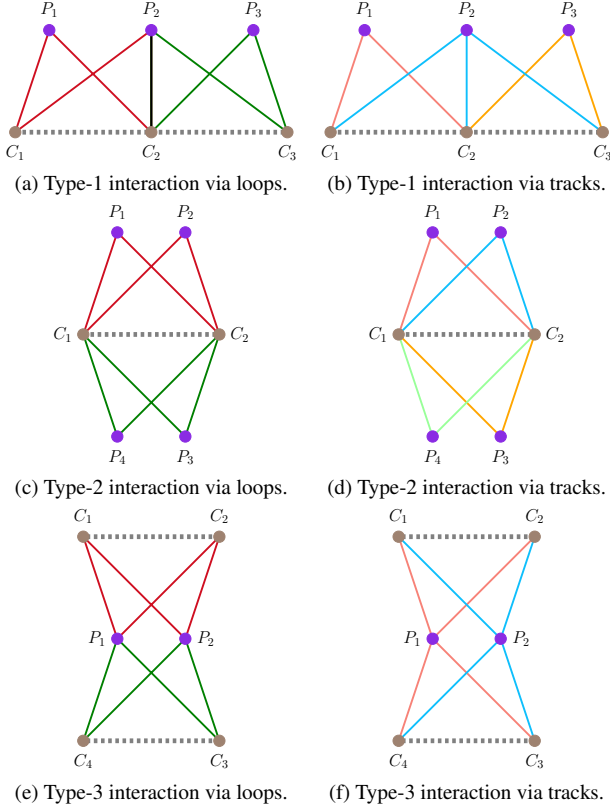 P₁ P₂ P₃ P₁ P₂ P₃
C₁ C₂ C₃ C₁ C₂ C₃
(a) Type-1 interaction via loops. (b) Type-1 interaction via tracks.
P₁ P₂ P₁ P₂
C₁ C₂ C₁ C₂
P₄ P₃ P₄ P₃
(c) Type-2 interaction via loops. (d) Type-2 interaction via tracks.
C₁ C₂ C₁ C₂
P₁ P₂ P₁ P₂
C₄ C₃ C₄ C₃
(e) Type-3 interaction via loops. (f) Type-3 interaction via tracks.